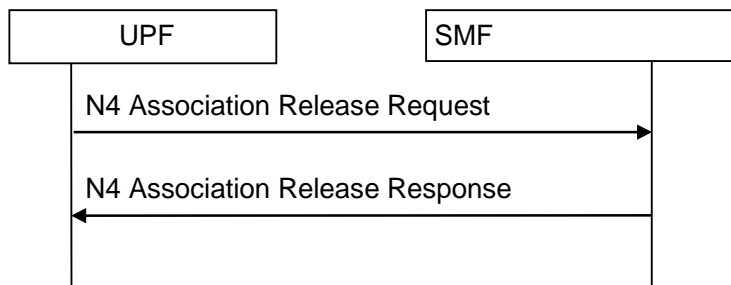 UPF
SMF
N4 Association Release Request
N4 Association Release Response